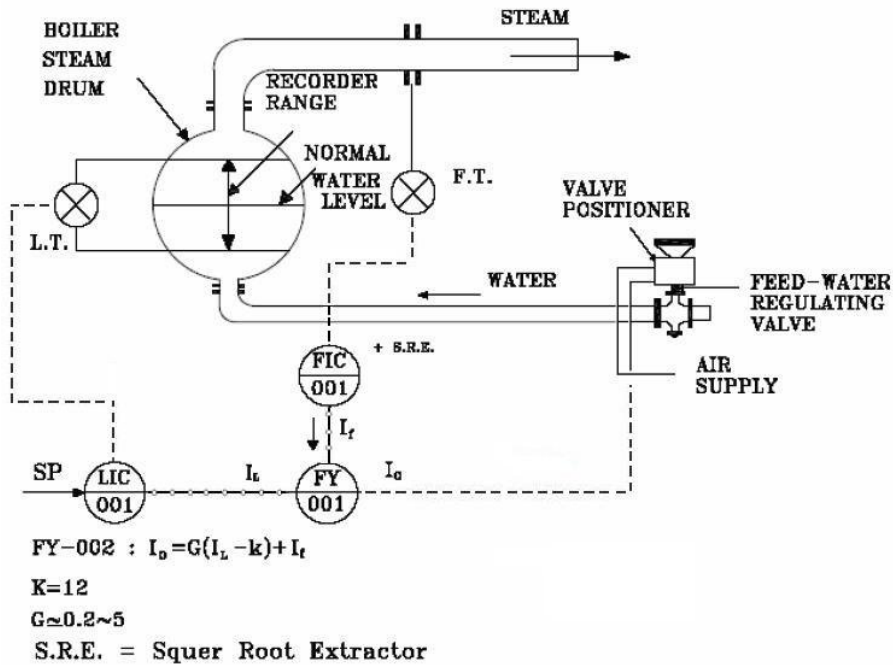 STEAM
BOILER
STEAM
DRUM
RECORDER
RANGE
NORMAL
WATER
LEVEL
F.T.
L.T.
VALVE
POSITIONER
WATER
FEED-WATER
REGULATING
VALVE
AIR
SUPPLY
FIC
001
+ S.R.E.
If
SP
LIC
001
IL
FY
001
IO
FY-002 : IO=G(IL-k)+If
K=12
G≃0.2~5
S.R.E. = Squer Root Extractor